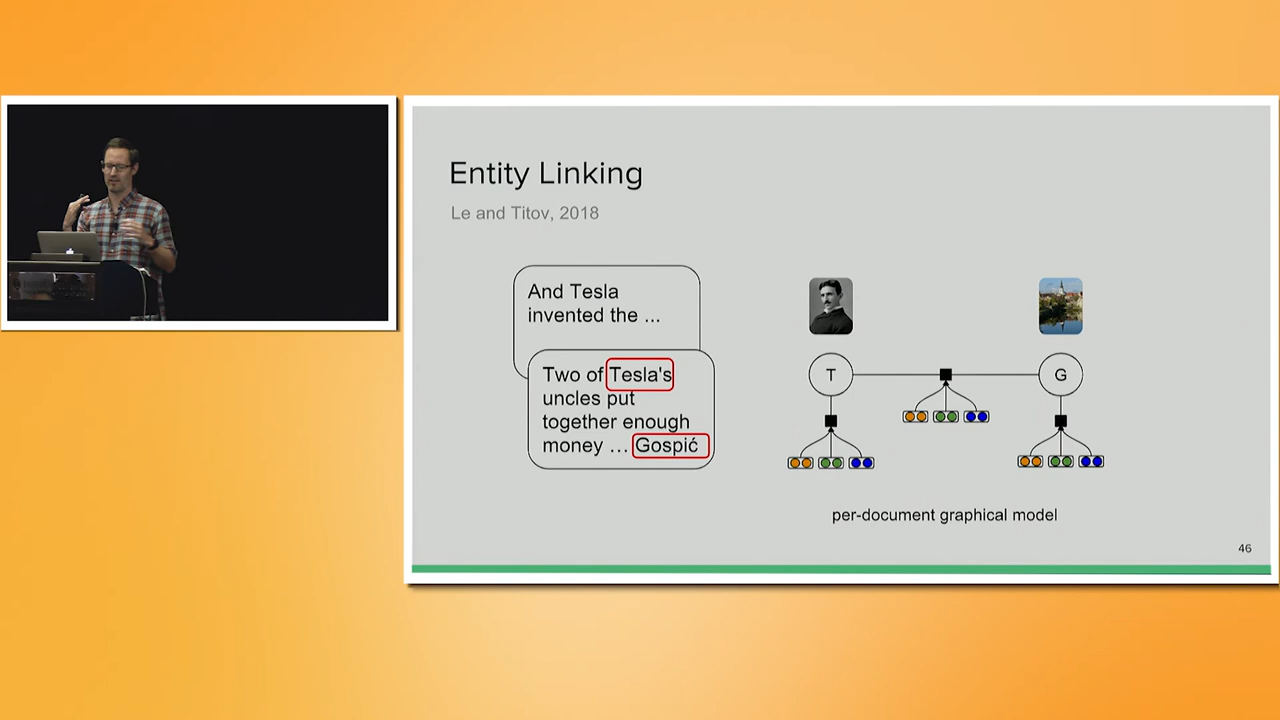 Entity Linking
Le and Titov, 2018
And Tesla
invented the ...
Two of Tesla's
uncles put
together enough
money … Gospić
T
G
per-document graphical model
46